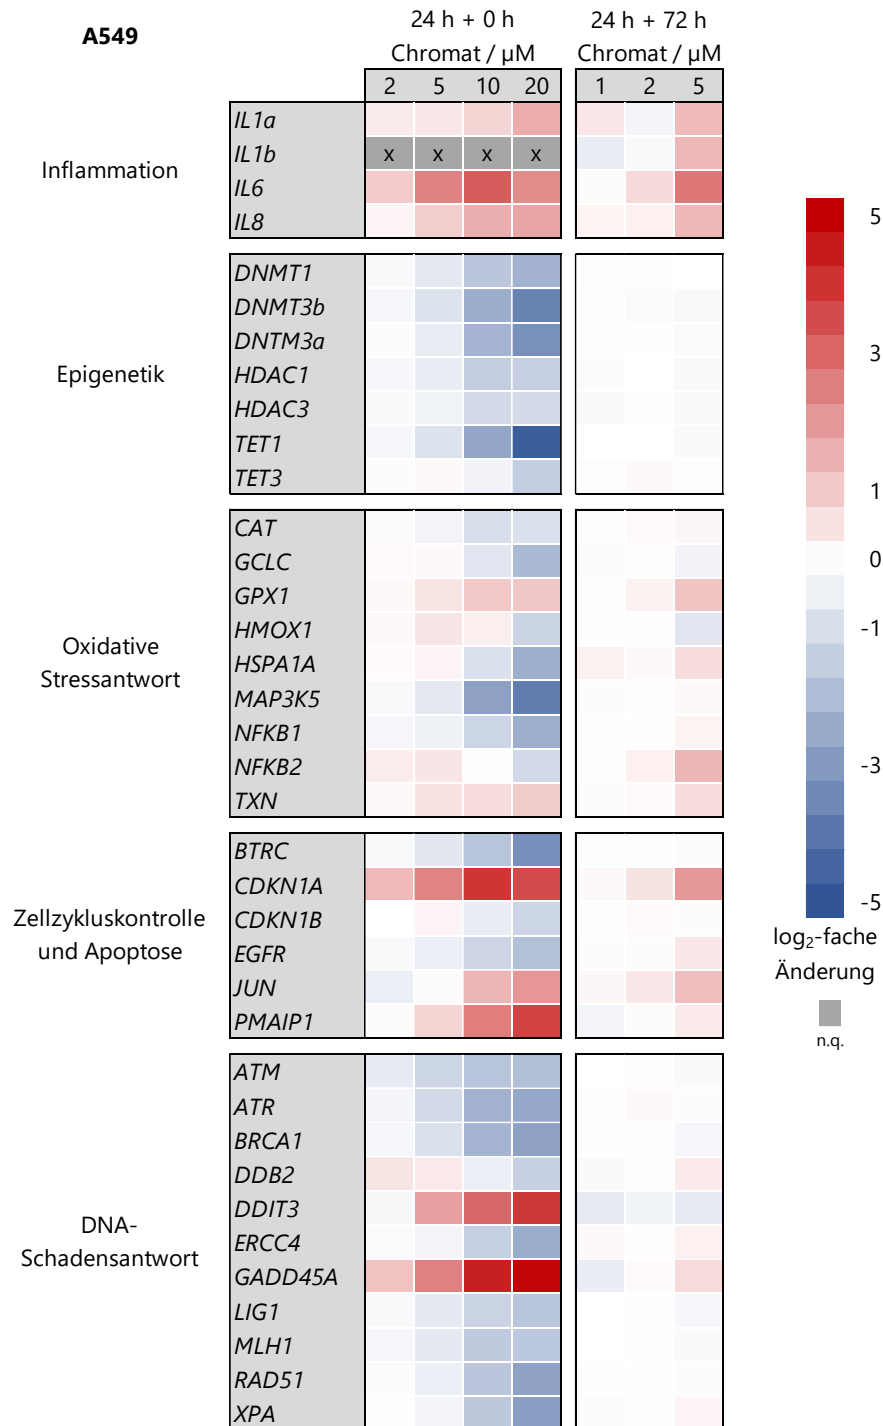 A549
24 h + 0 h
24 h + 72 h
Chromat / µM
Chromat / µM
2 5 10 20
1 2 5
Inflammation
IL1a
IL1b
x x x x
IL6
IL8
Epigenetik
DNMT1
DNMT3b
DNTM3a
HDAC1
HDAC3
TET1
TET3
Oxidative
Stressantwort
CAT
GCLC
GPX1
HMOX1
HSPA1A
MAP3K5
NFKB1
NFKB2
TXN
Zellzykluskontrolle
und Apoptose
BTRC
CDKN1A
CDKN1B
EGFR
JUN
PMAIP1
DNA-
Schadensantwort
ATM
ATR
BRCA1
DDB2
DDIT3
ERCC4
GADD45A
LIG1
MLH1
RAD51
XPA
5
3
1
0
-1
-3
-5
log₂-fache
Änderung
n.q.